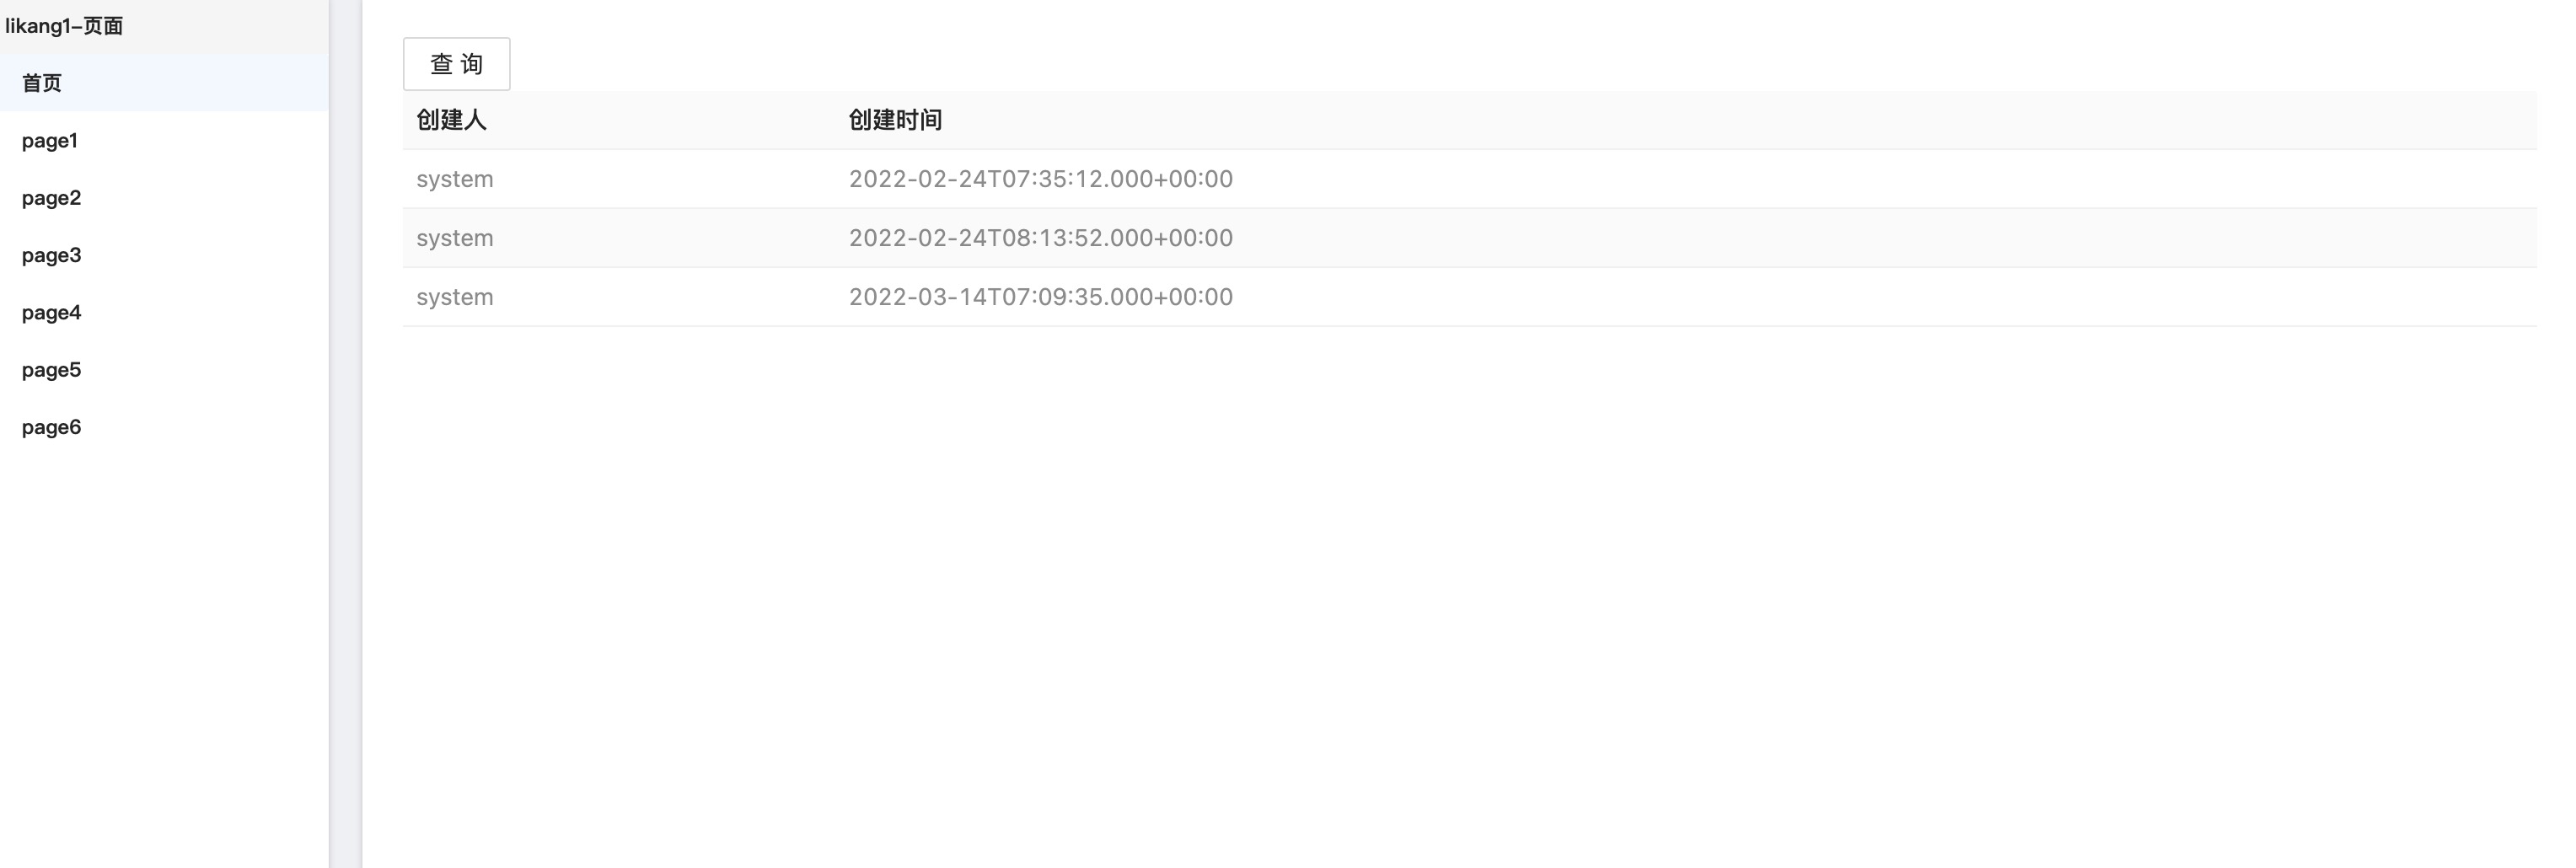 likang1-页面
首页
page1
page2
page3
page4
page5
page6
查 询
创建人 创建时间
system 2022-02-24T07:35:12.000+00:00
system 2022-02-24T08:13:52.000+00:00
system 2022-03-14T07:09:35.000+00:00